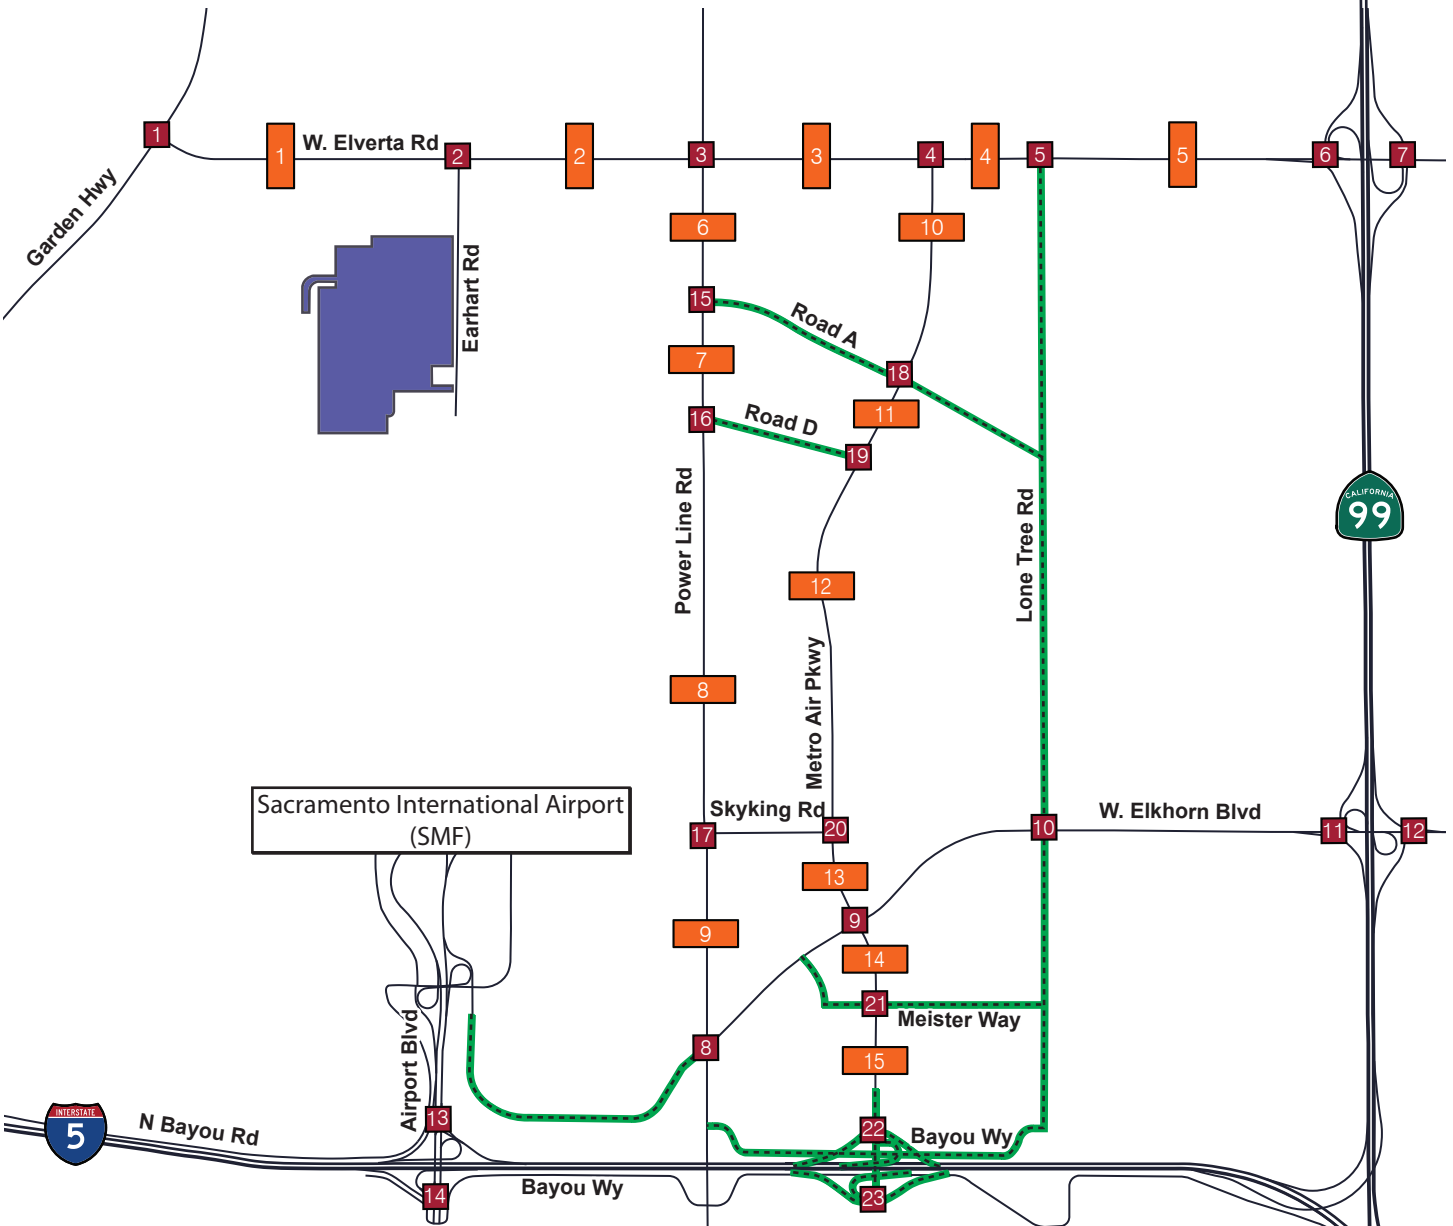 1
W. Elverta Rd
1
2
2
3
3
4
4
5
5
6
7
Garden Hwy
Earhart Rd
6
10
15
Road A
7
18
16
Road D
11
19
Power Line Rd
Lone Tree Rd
CALIFORNIA
99
12
Metro Air Pkwy
8
Sacramento International Airport
(SMF)
Skyking Rd
17
20
10
W. Elkhorn Blvd
11
12
13
9
9
14
21
Meister Way
8
15
Airport Blvd
INTERSTATE
5
N Bayou Rd
13
22
Bayou Wy
14
Bayou Wy
23